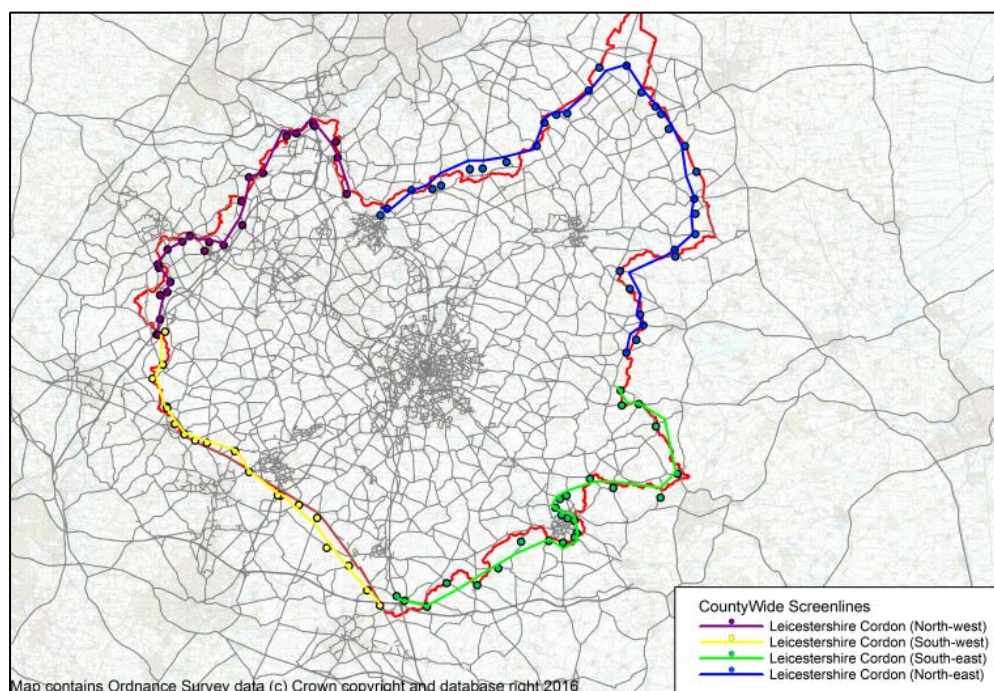 CountyWide Screenlines
Leicestershire Cordon (North-west)
Leicestershire Cordon (South-west)
Leicestershire Cordon (South-east)
Leicestershire Cordon (North-east)
Map contains Ordnance Survey data (c) Crown copyright and database right 2016